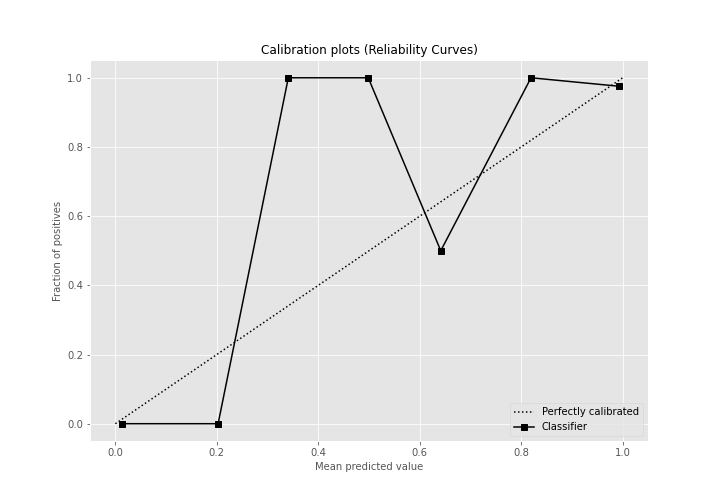 Calibration plots (Reliability Curves)
Fraction of positives
1.0
0.8
0.6
0.4
0.2
0.0
Perfectly calibrated
Classifier
0.0 0.2 0.4 0.6 0.8 1.0
Mean predicted value